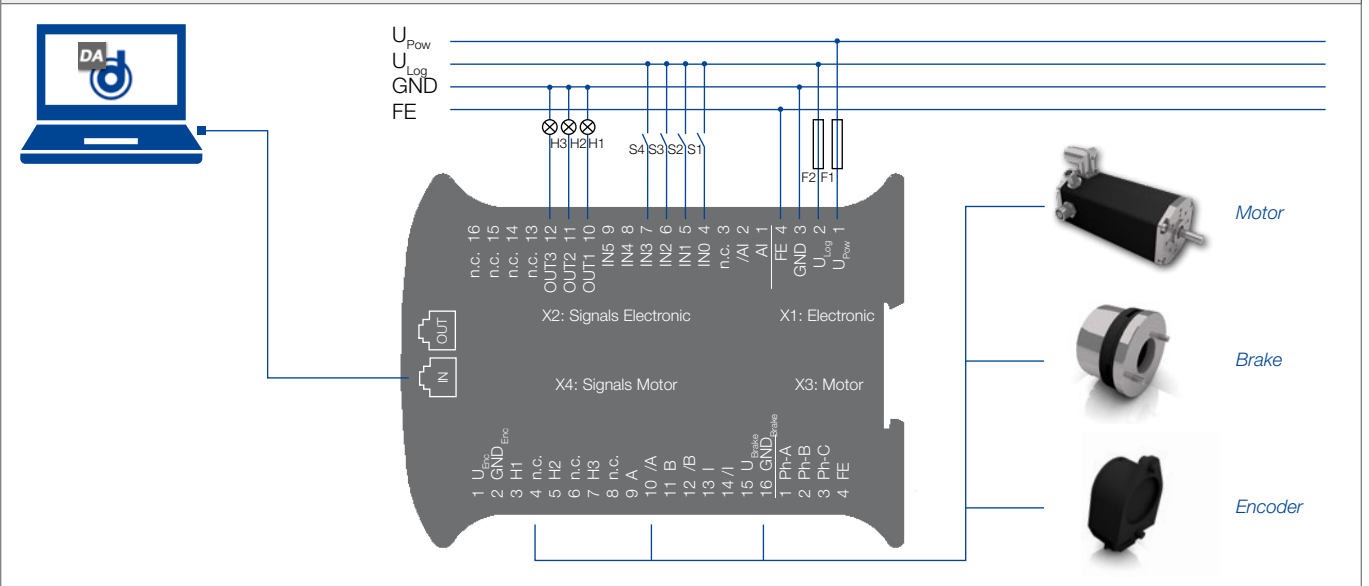 DA
d
U_Pow
U_Log
GND
FE
H3 H2 H1
S4 S3 S2 S1
F2 F1
n.c. 16
n.c. 15
n.c. 14
n.c. 13
OUT3 12
OUT2 11
OUT1 10
IN5 9
IN4 8
IN3 7
IN2 6
IN1 5
IN0 4
n.c. 3
/AI 2
AI 1
FE 4
GND 3
U_Log 2
U_Pow 1
X2: Signals Electronic
X1: Electronic
OUT
IN
X4: Signals Motor
X3: Motor
1 U_Enc
2 GND_Enc
3 H1
4 n.c.
5 H2
6 n.c.
7 H3
8 n.c.
9 A
10 /A
11 B
12 /B
13 I
14 /I
15 U_Brake
16 GND_Brake
1 Ph-A
2 Ph-B
3 Ph-C
4 FE
Motor
Brake
Encoder